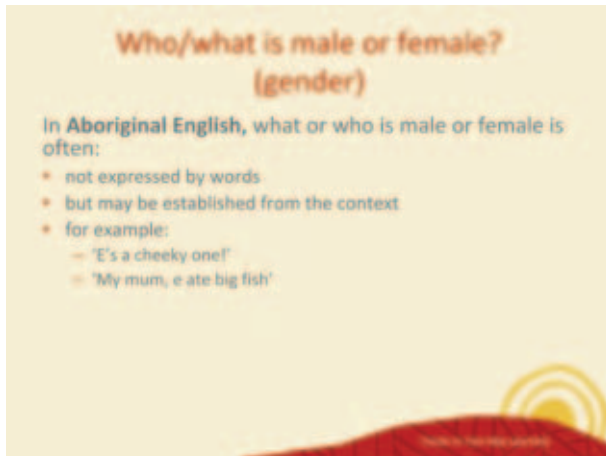 Who/what is male or female?
(gender)
In Aboriginal English, what or who is male or female is
often:
• not expressed by words
• but may be established from the context
• for example:
– 'E's a cheeky one!'
– 'My mum, e ate big fish'